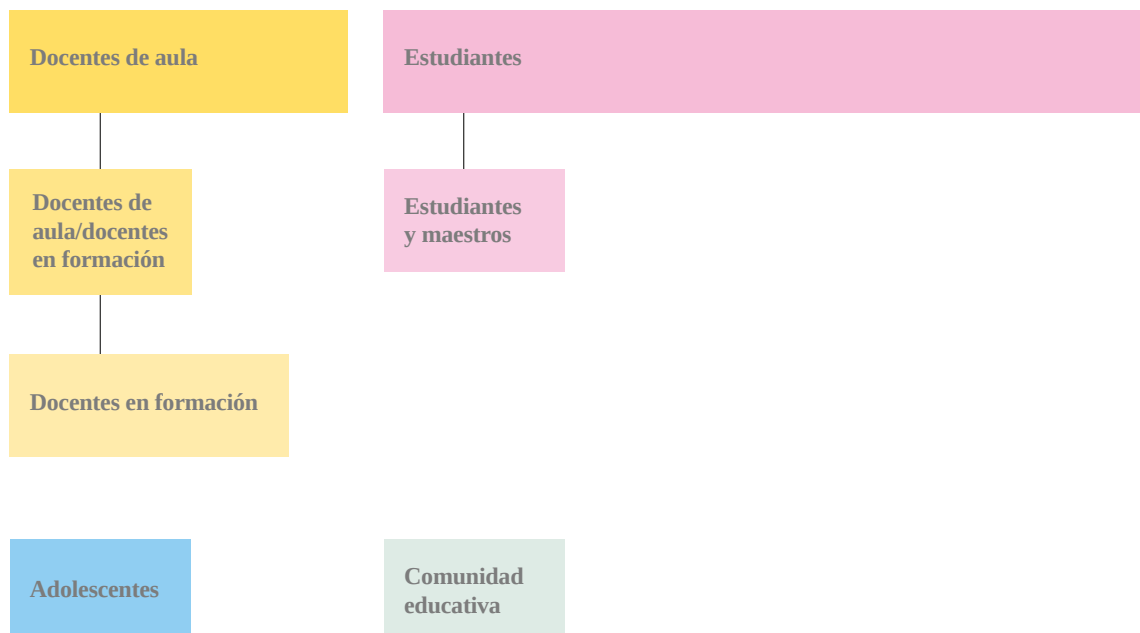 Docentes de aula
Estudiantes
Docentes de
aula/docentes
en formación
Estudiantes
y maestros
Docentes en formación
Adolescentes
Comunidad
educativa